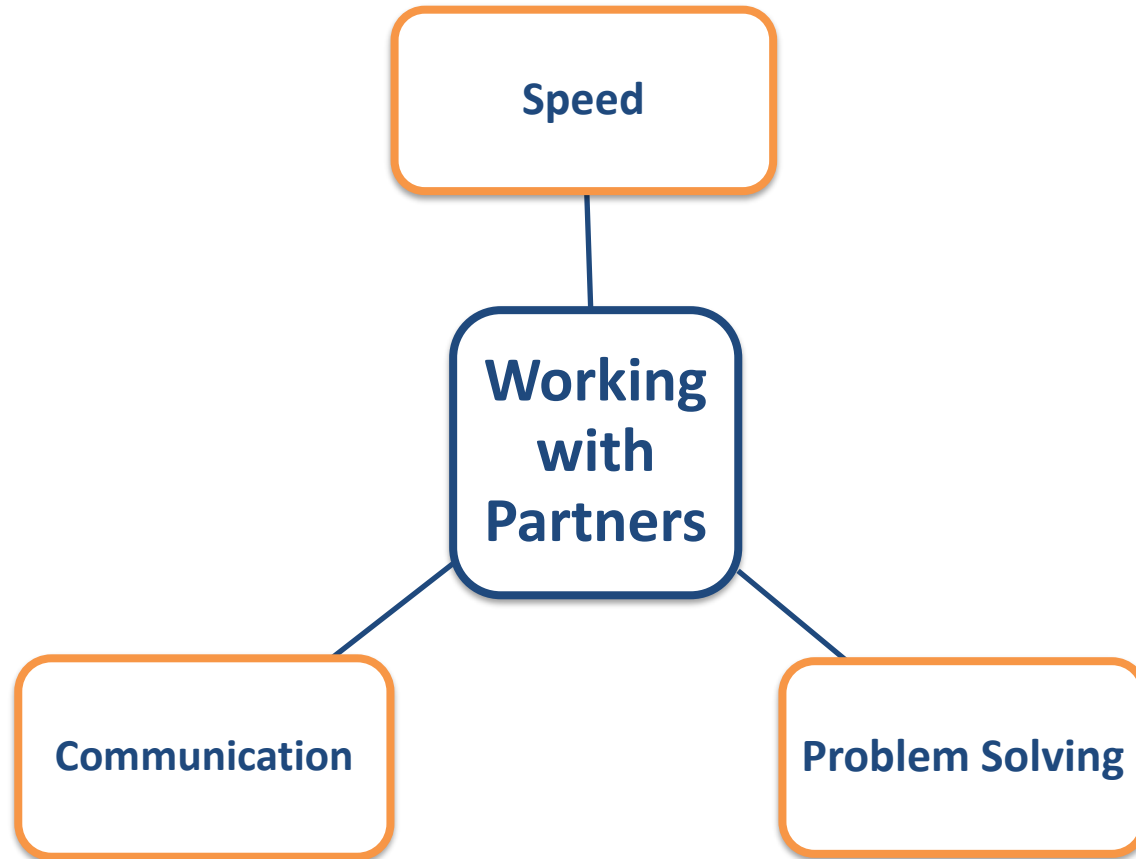 Speed
Working
with
Partners
Communication
Problem Solving